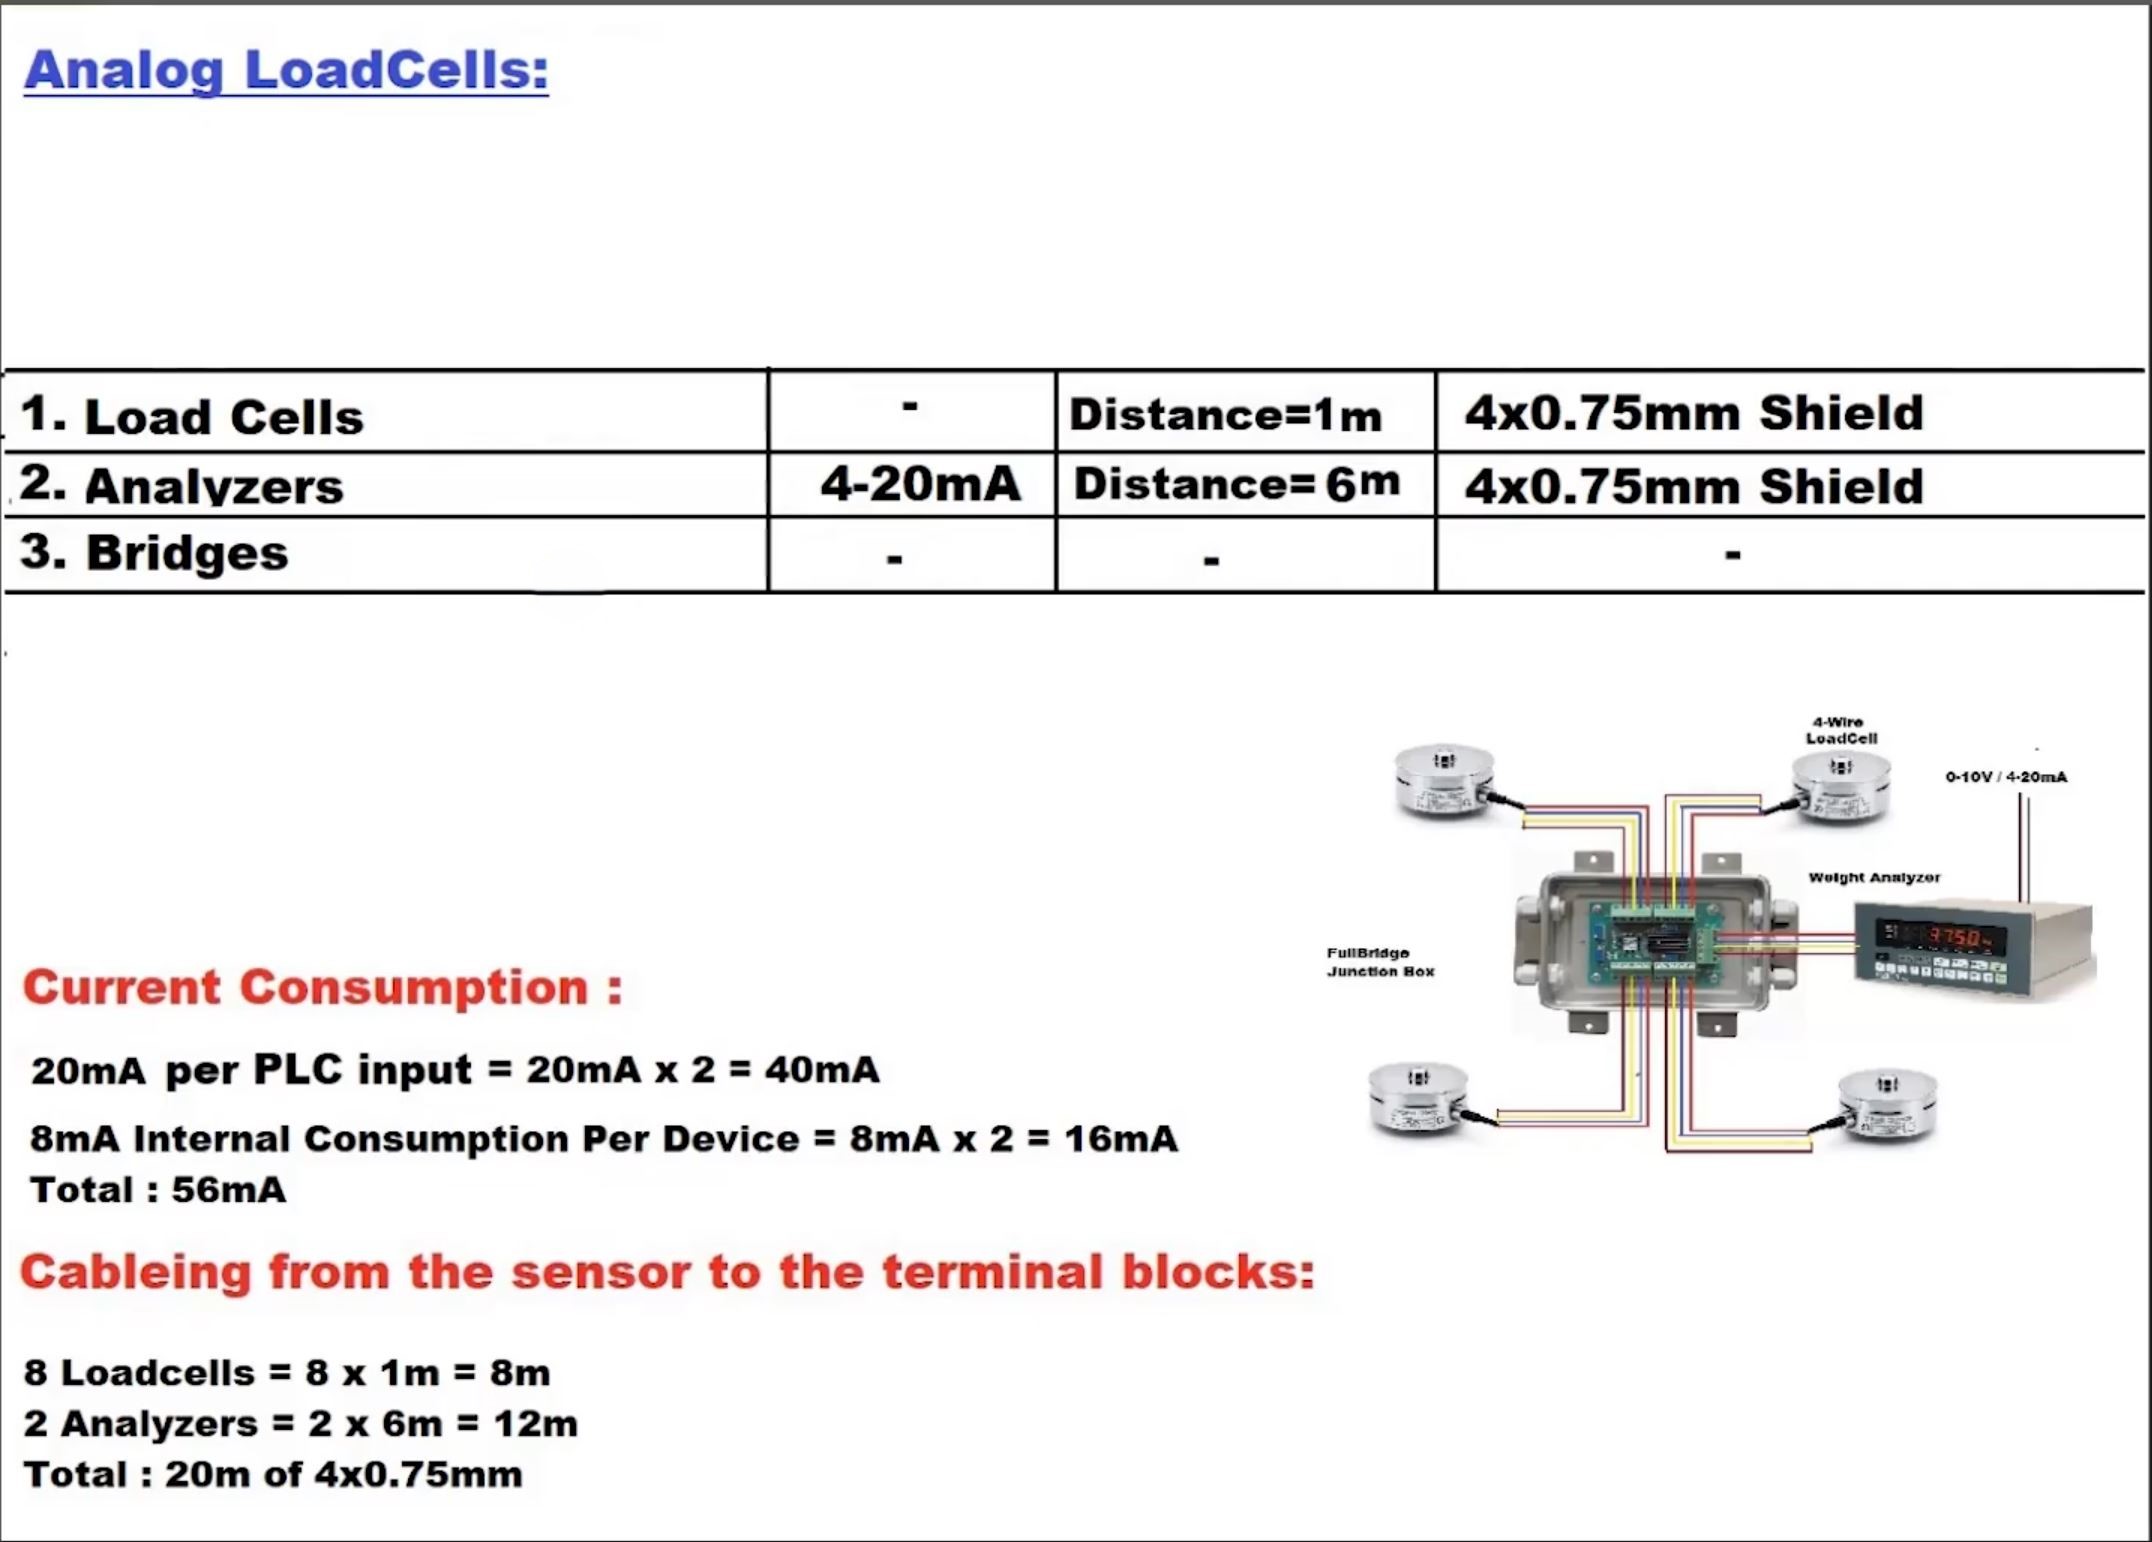 Analog LoadCells:
1. Load Cells - Distance=1m 4x0.75mm Shield
2. Analyzers 4-20mA Distance=6m 4x0.75mm Shield
3. Bridges - - -
4-Wire
LoadCell
0-10V / 4-20mA
Weight Analyzer
FullBridge
Junction Box
Current Consumption :
20mA per PLC input = 20mA x 2 = 40mA
8mA Internal Consumption Per Device = 8mA x 2 = 16mA
Total : 56mA
Cableing from the sensor to the terminal blocks:
8 Loadcells = 8 x 1m = 8m
2 Analyzers = 2 x 6m = 12m
Total : 20m of 4x0.75mm